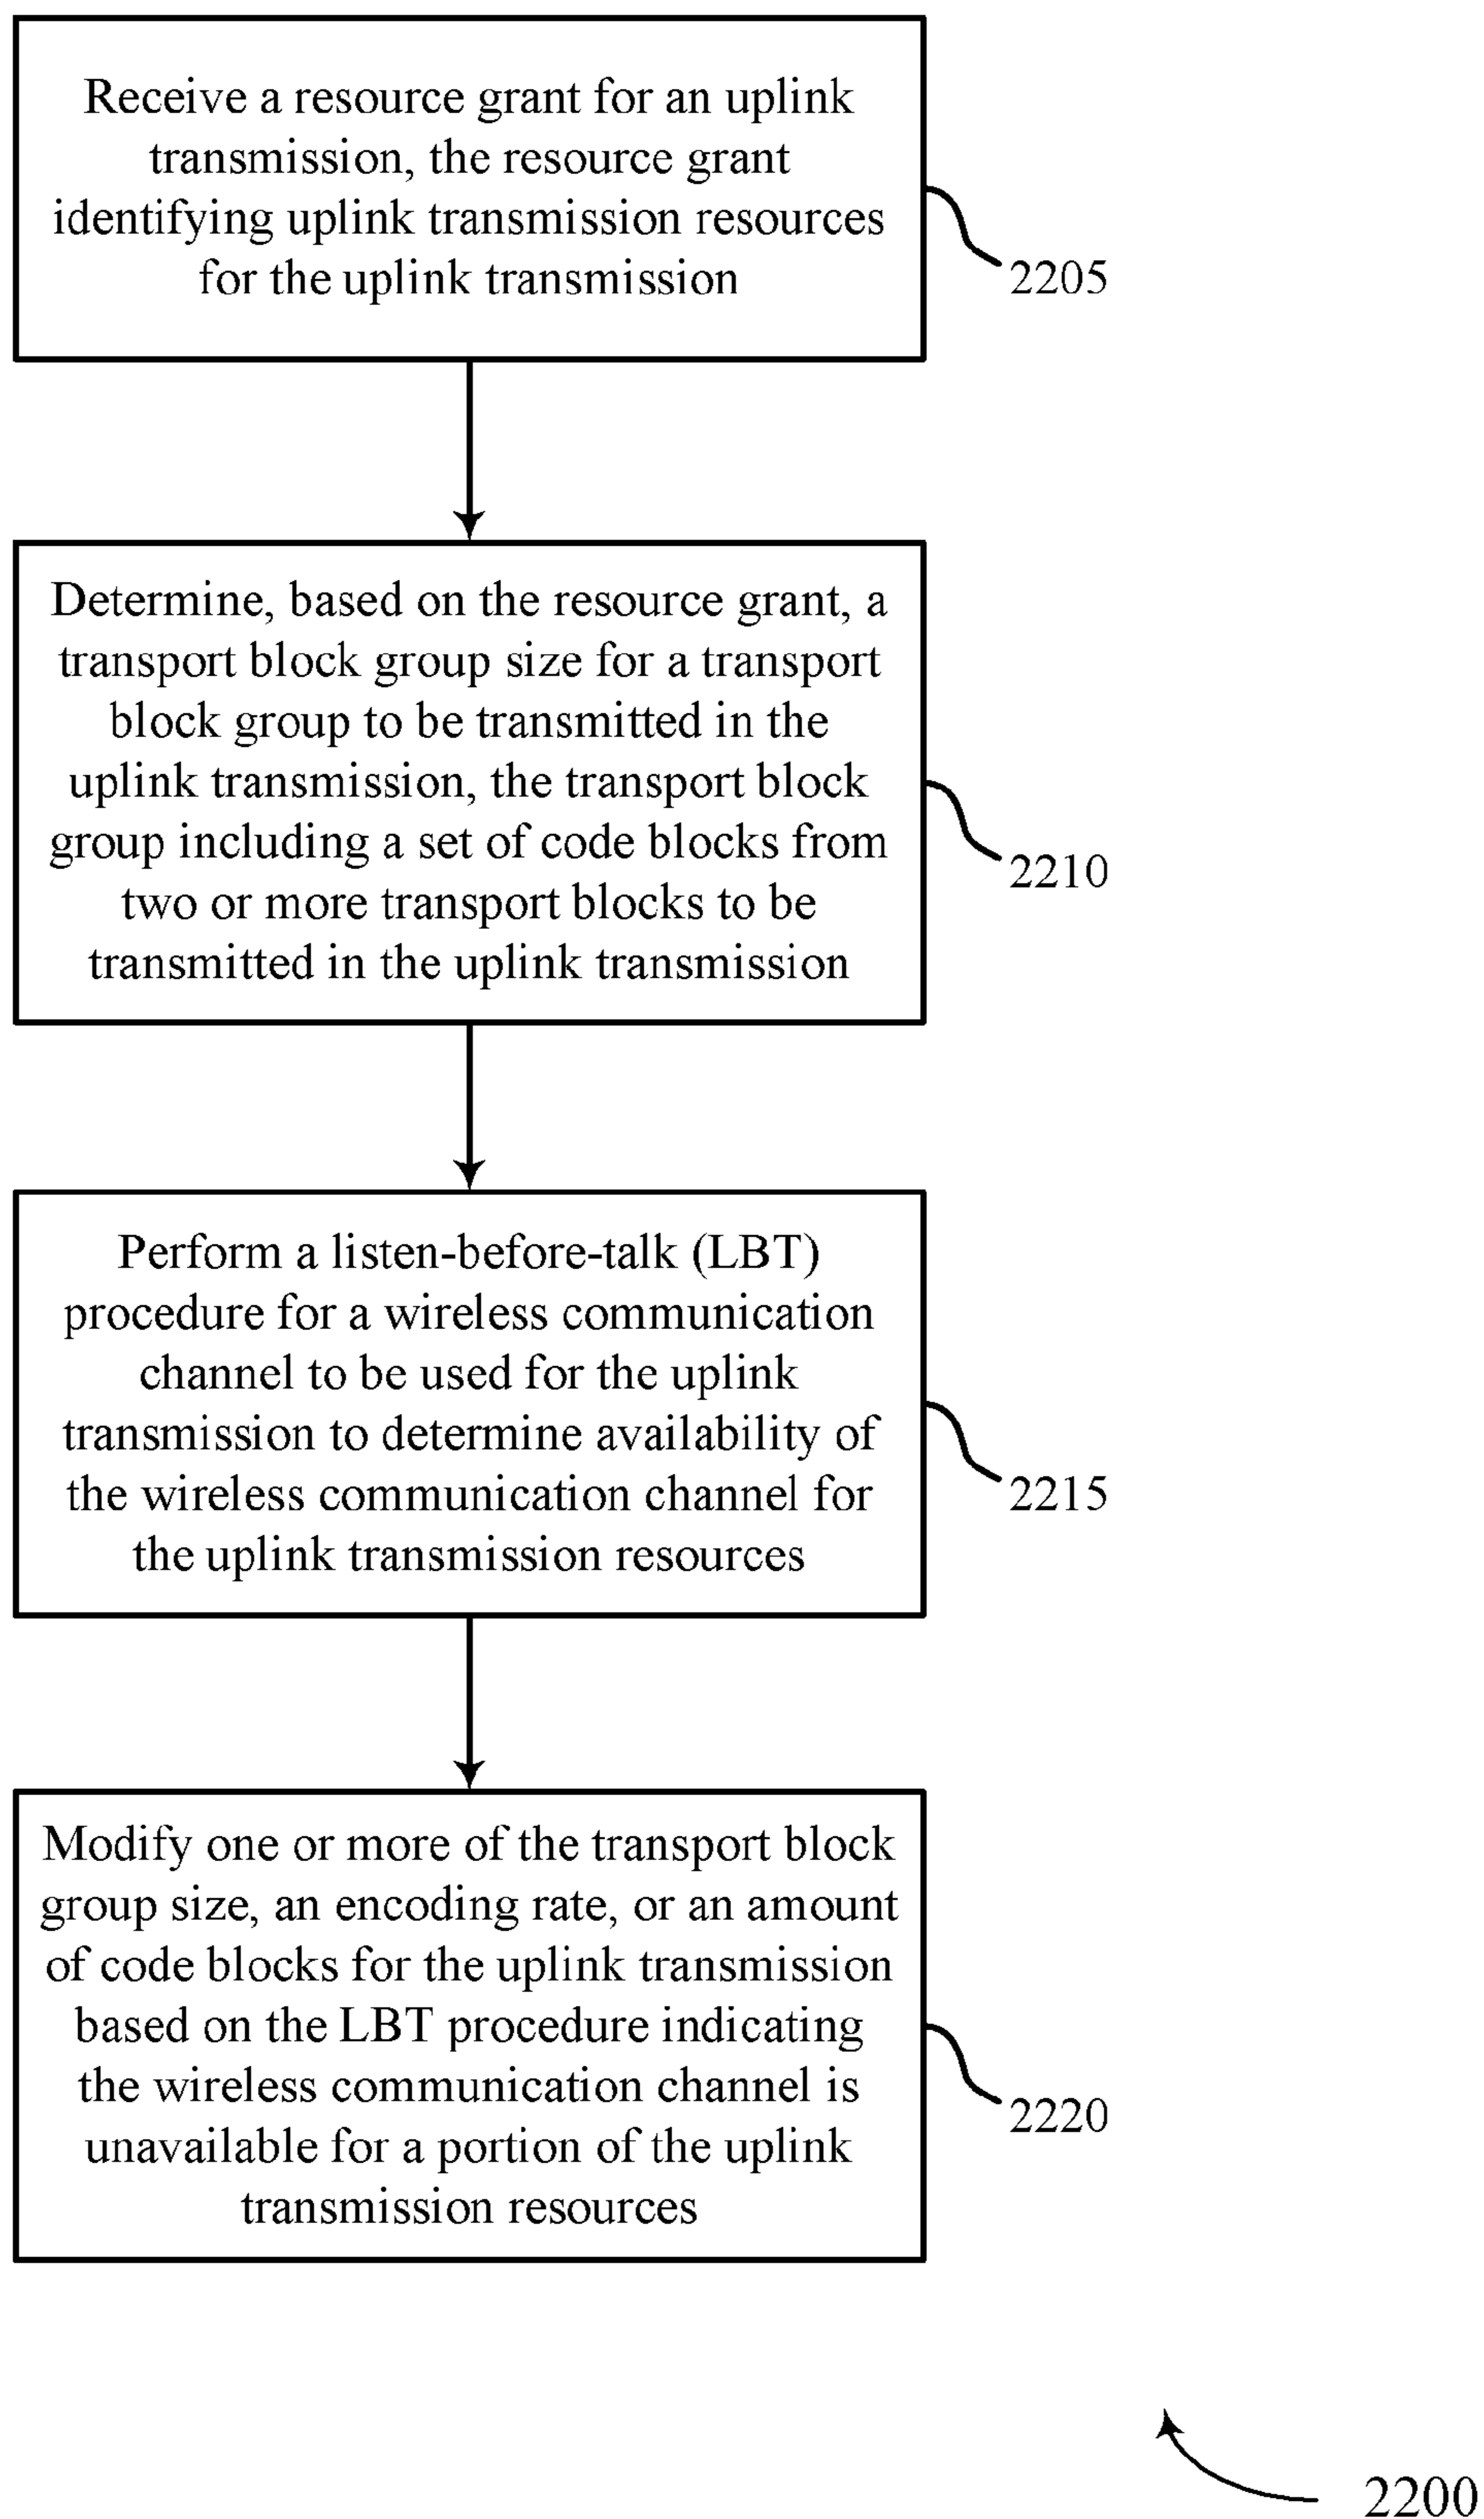 Receive a resource grant for an uplink
transmission, the resource grant
identifying uplink transmission resources
for the uplink transmission
2205
Determine, based on the resource grant, a
transport block group size for a transport
block group to be transmitted in the
uplink transmission, the transport block
group including a set of code blocks from
two or more transport blocks to be
transmitted in the uplink transmission
2210
Perform a listen-before-talk (LBT)
procedure for a wireless communication
channel to be used for the uplink
transmission to determine availability of
the wireless communication channel for
the uplink transmission resources
2215
Modify one or more of the transport block
group size, an encoding rate, or an amount
of code blocks for the uplink transmission
based on the LBT procedure indicating
the wireless communication channel is
unavailable for a portion of the uplink
transmission resources
2220
2200